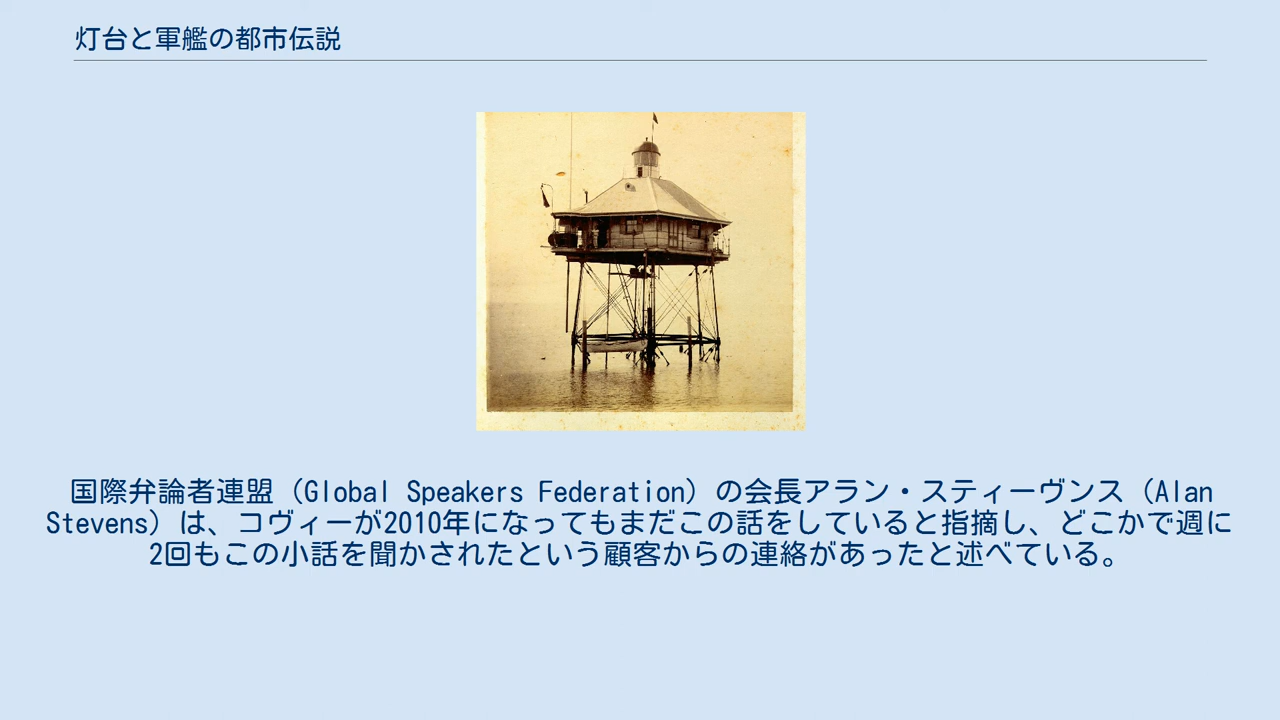 灯台と軍艦の都市伝説
国際弁論者連盟（Global Speakers Federation）の会長アラン・スティーヴンス（Alan
Stevens）は、コヴィーが2010年になってもまだこの話をしていると指摘し、どこかで週に
2回もこの小話を聞かされたという顧客からの連絡があったと述べている。